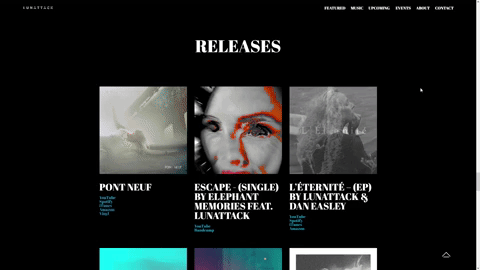 LUNATTACK
FEATURED MUSIC UPCOMING EVENTS ABOUT CONTACT
RELEASES
PONT NEUF
YouTube
Spotify
iTunes
Amazon
ESCAPE - (SINGLE)
BY ELEPHANT
MEMORIES FEAT.
LUNATTACK
YouTube
Bandcamp
L'ÉTERNITÉ
L'ÉTERNITÉ – (EP)
BY LUNATTACK &
DAN EASLEY
YouTube
Spotify
iTunes
Amazon